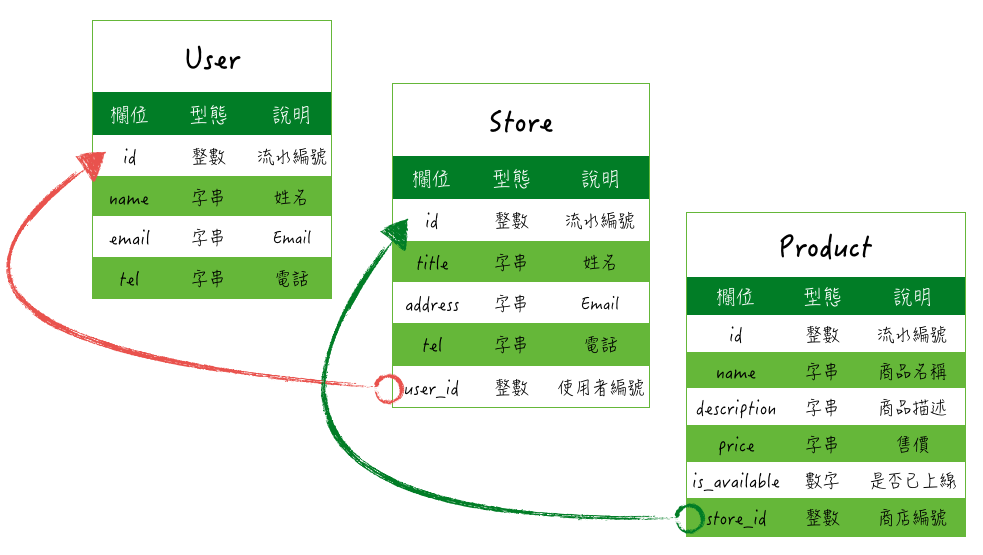 User
欄位 型態 說明
id 整數 流水編號
name 字串 姓名
email 字串 Email
tel 字串 電話
Store
欄位 型態 說明
id 整數 流水編號
title 字串 姓名
address 字串 Email
tel 字串 電話
user_id 整數 使用者編號
Product
欄位 型態 說明
id 整數 流水編號
name 字串 商品名稱
description 字串 商品描述
price 字串 售價
is_available 數字 是否已上線
store_id 整數 商店編號